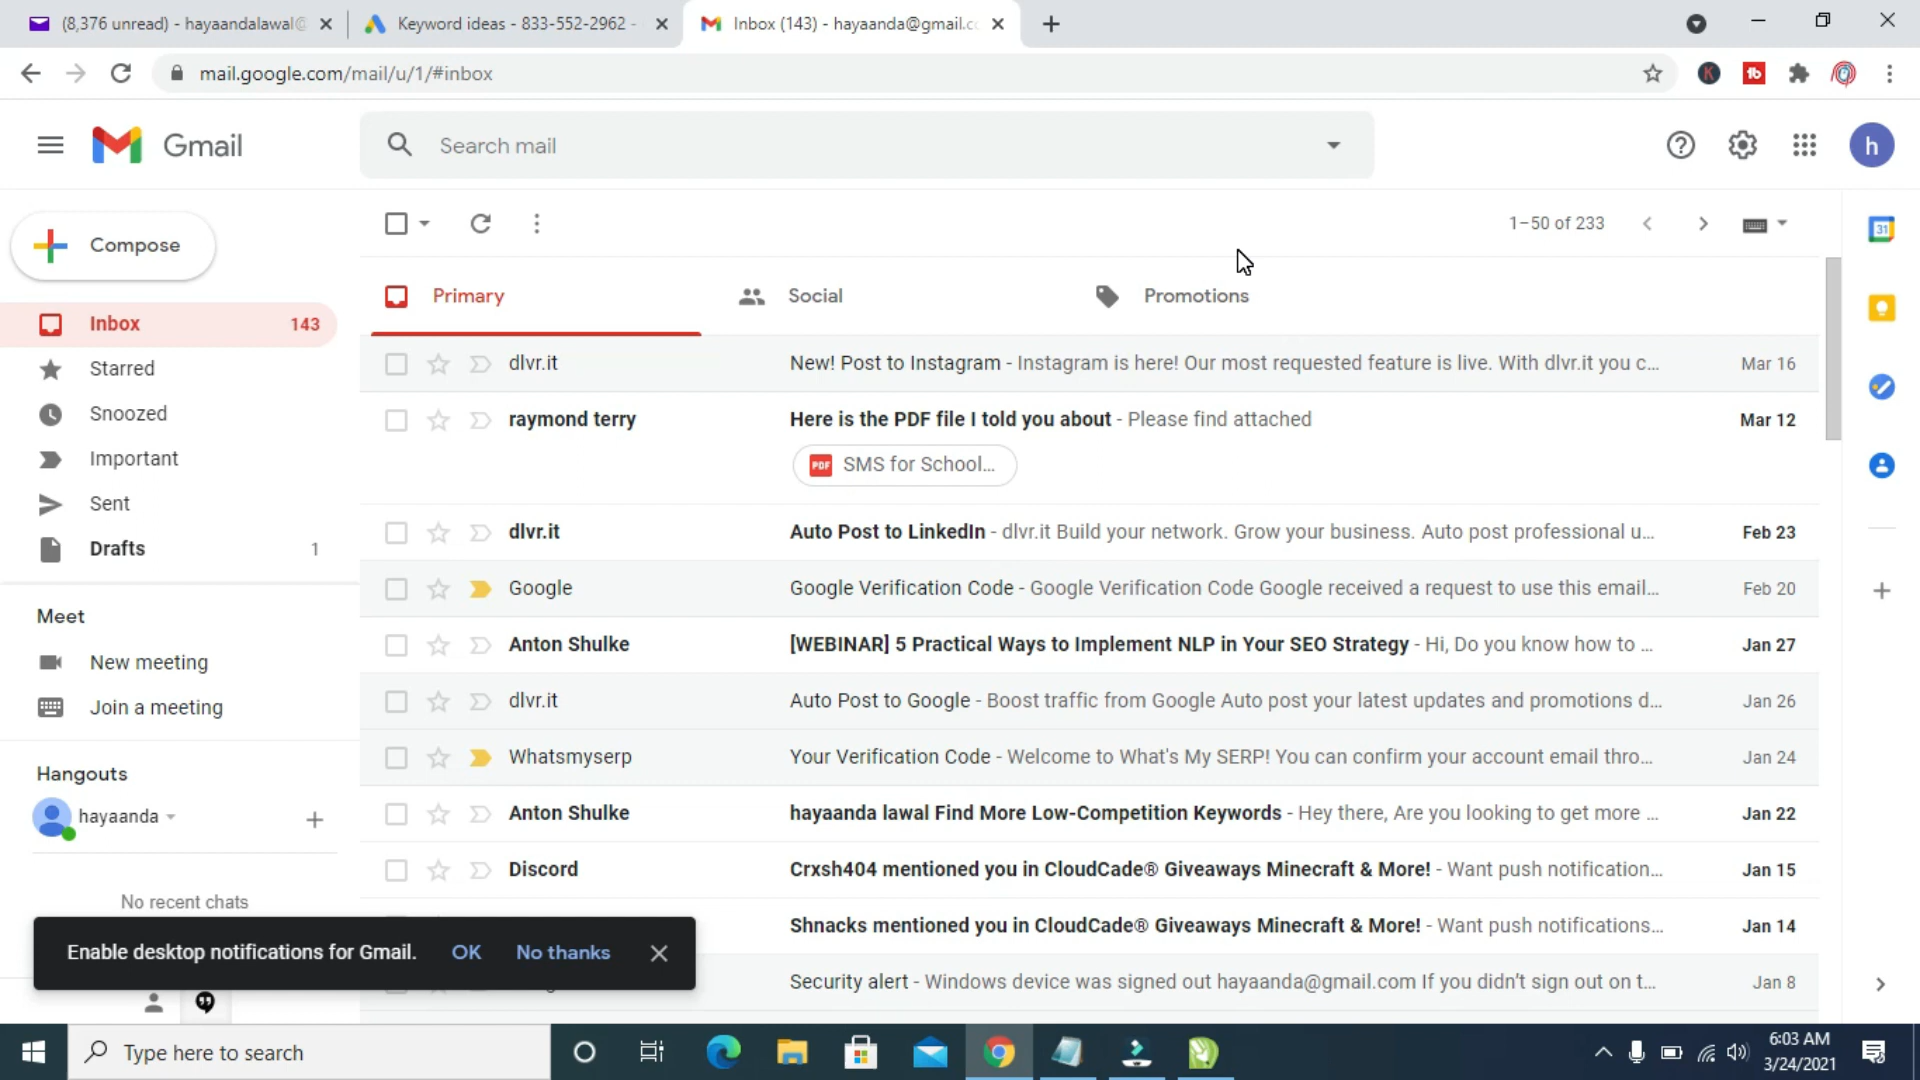 (8,376 unread) - hayaandalawal@
Keyword ideas - 833-552-2962 -
Inbox (143) - hayaanda@gmail.c
mail.google.com/mail/u/1/#inbox
Gmail
Search mail
Compose
1–50 of 233
Primary
Social
Promotions
Inbox 143
Starred
Snoozed
Important
Sent
Drafts 1
Meet
New meeting
Join a meeting
Hangouts
hayaanda
No recent chats
dlvr.it New! Post to Instagram - Instagram is here! Our most requested feature is live. With dlvr.it you c... Mar 16
raymond terry Here is the PDF file I told you about - Please find attached Mar 12
PDF SMS for School...
dlvr.it Auto Post to LinkedIn - dlvr.it Build your network. Grow your business. Auto post professional u... Feb 23
Google Google Verification Code - Google Verification Code Google received a request to use this email... Feb 20
Anton Shulke [WEBINAR] 5 Practical Ways to Implement NLP in Your SEO Strategy - Hi, Do you know how to ... Jan 27
dlvr.it Auto Post to Google - Boost traffic from Google Auto post your latest updates and promotions d... Jan 26
Whatsmyserp Your Verification Code - Welcome to What's My SERP! You can confirm your account email thro... Jan 24
Anton Shulke hayaanda lawal Find More Low-Competition Keywords - Hey there, Are you looking to get more ... Jan 22
Discord Crxsh404 mentioned you in CloudCade® Giveaways Minecraft & More! - Want push notification... Jan 15
Shnacks mentioned you in CloudCade® Giveaways Minecraft & More! - Want push notifications... Jan 14
Security alert - Windows device was signed out hayaanda@gmail.com If you didn't sign out on t... Jan 8
Enable desktop notifications for Gmail. OK No thanks
h
31
K
Type here to search
6:03 AM
3/24/2021